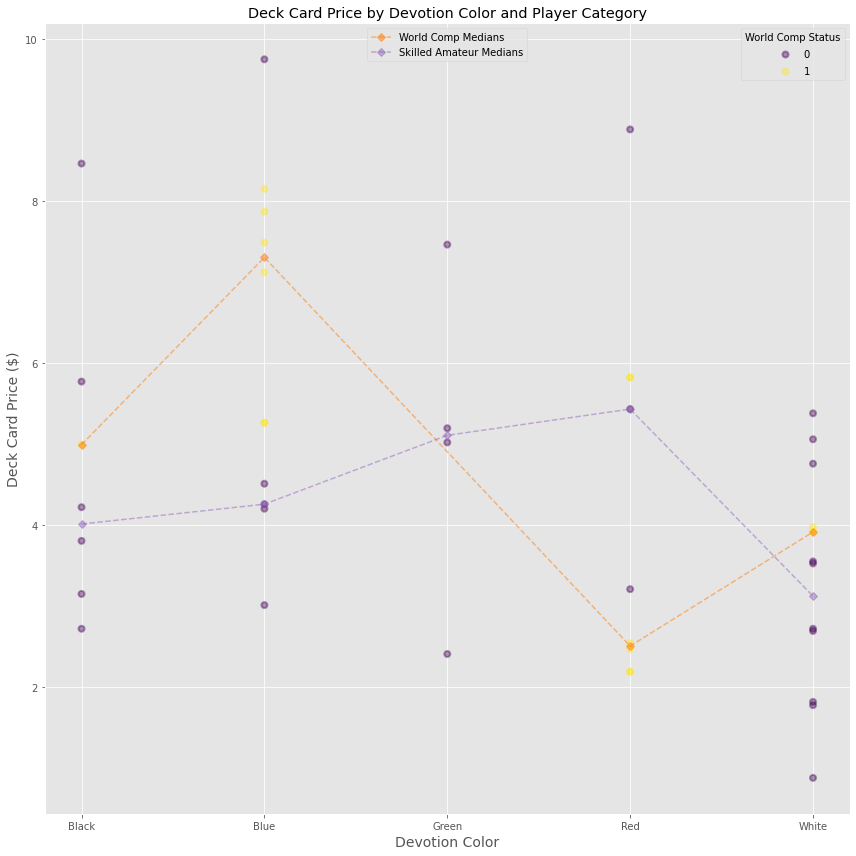 Deck Card Price by Devotion Color and Player Category
World Comp Medians
Skilled Amateur Medians
World Comp Status
0
1
10
8
6
4
2
Deck Card Price ($)
Black
Blue
Green
Red
White
Devotion Color